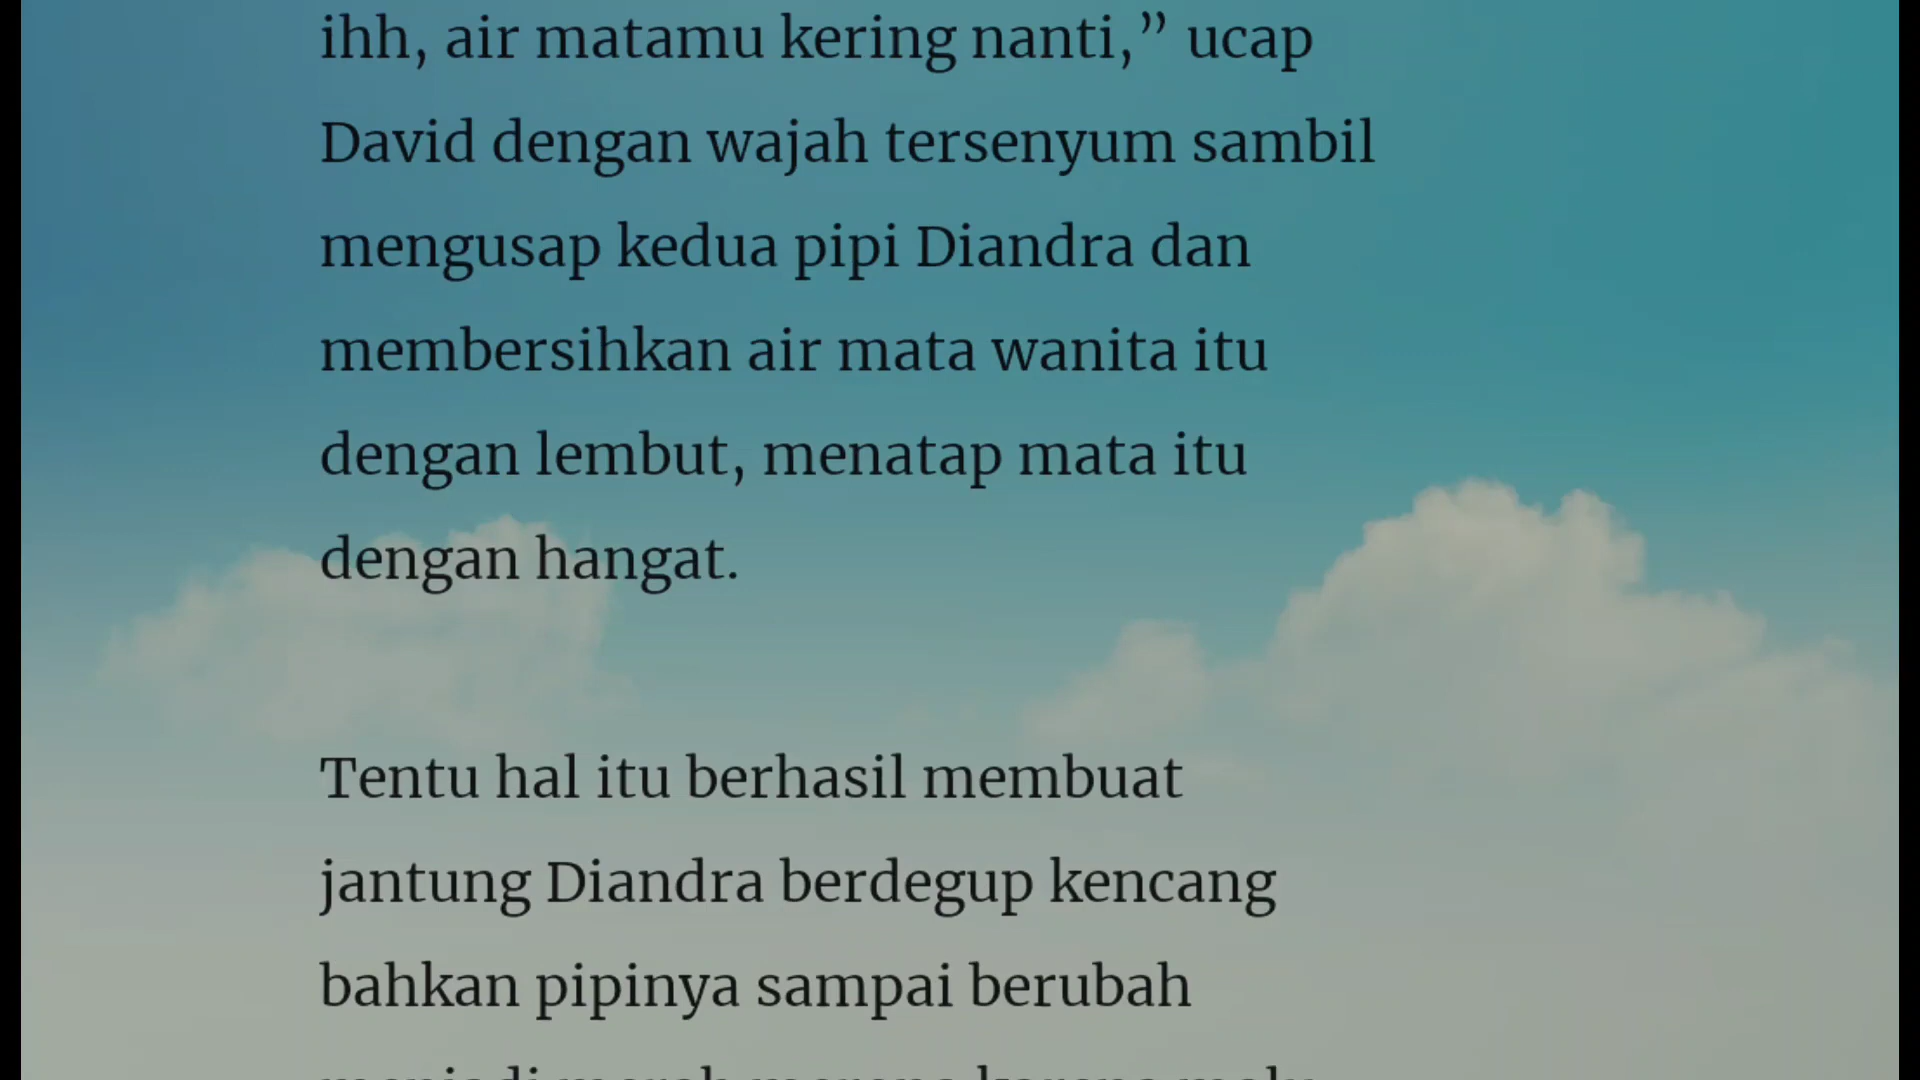 ihh, air matamu kering nanti,” ucap
David dengan wajah tersenyum sambil
mengusap kedua pipi Diandra dan
membersihkan air mata wanita itu
dengan lembut, menatap mata itu
dengan hangat.
Tentu hal itu berhasil membuat
jantung Diandra berdegup kencang
bahkan pipinya sampai berubah